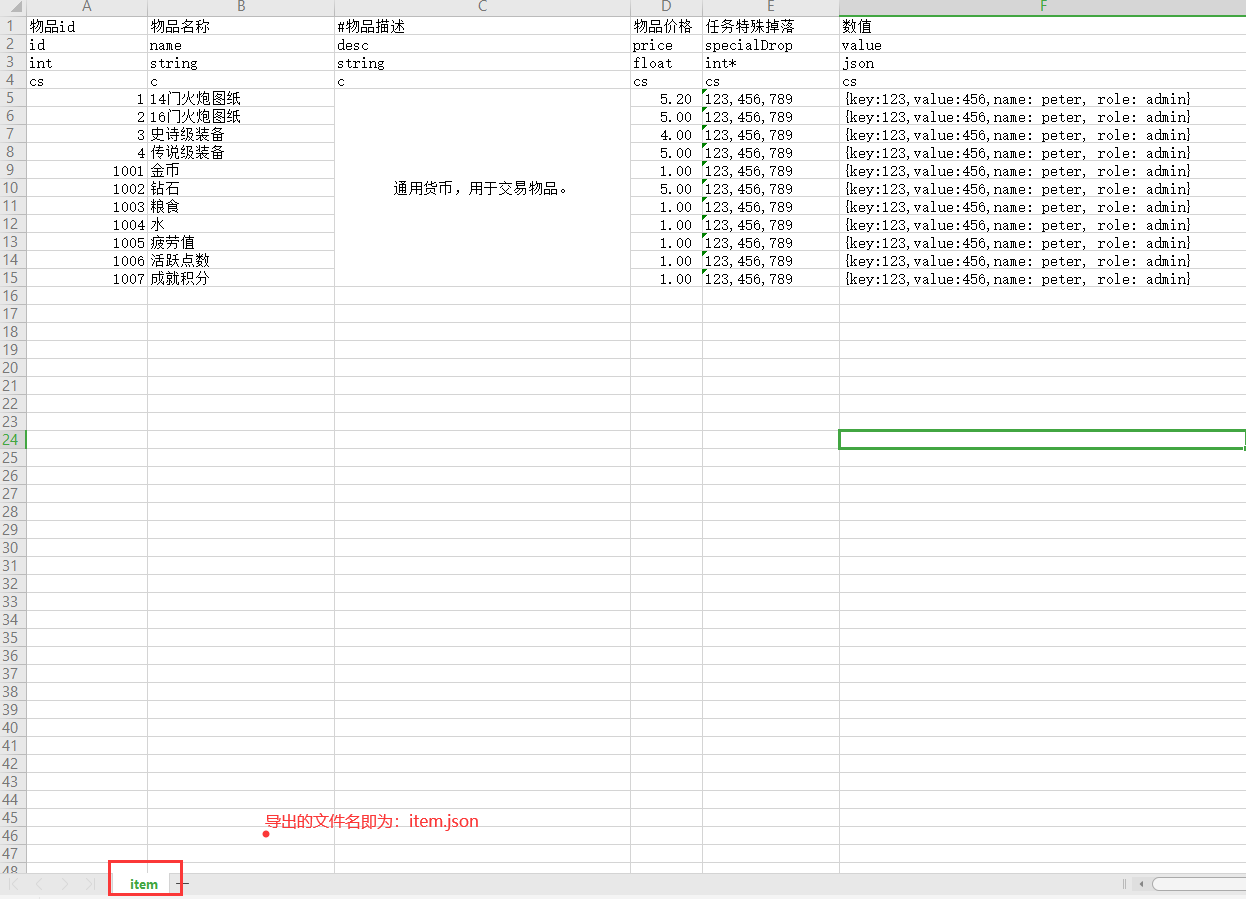 A B C D E F
1 物品id 物品名称 #物品描述 物品价格 任务特殊掉落 数值
2 id name desc price specialDrop value
3 int string string float int* json
4 cs c c cs cs cs
5 1 14门火炮图纸 5.20 123,456,789 {key:123,value:456,name: peter, role: admin}
6 2 16门火炮图纸 5.00 123,456,789 {key:123,value:456,name: peter, role: admin}
7 3 史诗级装备 4.00 123,456,789 {key:123,value:456,name: peter, role: admin}
8 4 传说级装备 5.00 123,456,789 {key:123,value:456,name: peter, role: admin}
9 1001 金币 1.00 123,456,789 {key:123,value:456,name: peter, role: admin}
10 1002 钻石 通用货币，用于交易物品。 5.00 123,456,789 {key:123,value:456,name: peter, role: admin}
11 1003 粮食 1.00 123,456,789 {key:123,value:456,name: peter, role: admin}
12 1004 水 1.00 123,456,789 {key:123,value:456,name: peter, role: admin}
13 1005 疲劳值 1.00 123,456,789 {key:123,value:456,name: peter, role: admin}
14 1006 活跃点数 1.00 123,456,789 {key:123,value:456,name: peter, role: admin}
15 1007 成就积分 1.00 123,456,789 {key:123,value:456,name: peter, role: admin}
16
17
18
19
20
21
22
23
24
25
26
27
28
29
30
31
32
33
34
35
36
37
38
39
40
41
42
43
44
45 导出的文件名即为：item.json
46
47
48
item